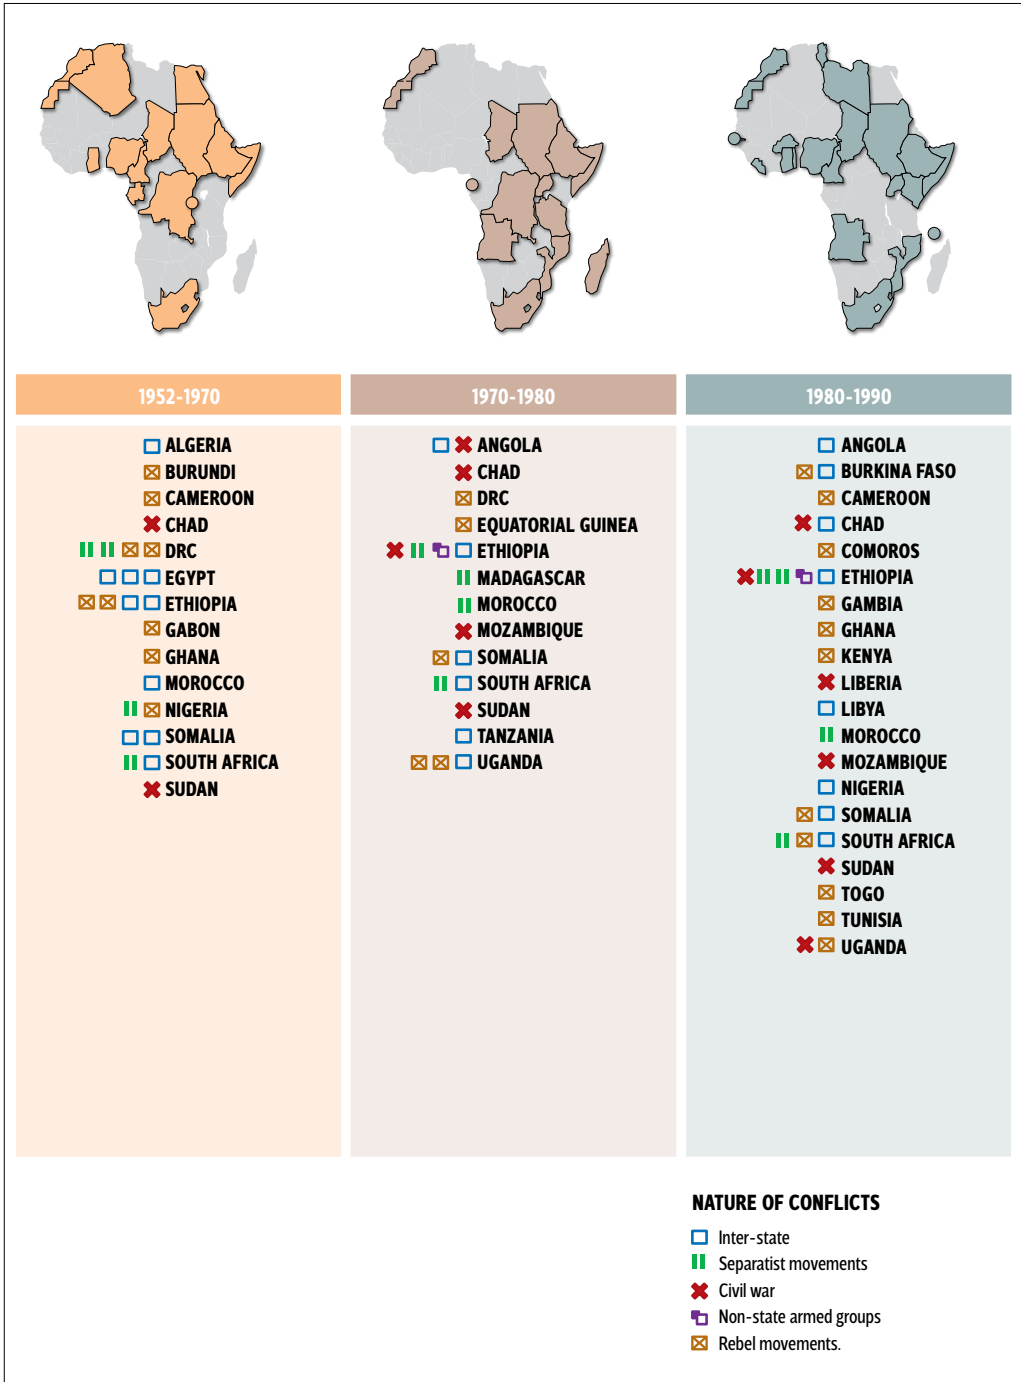 1952-1970
ALGERIA
BURUNDI
CAMEROON
CHAD
DRC
EGYPT
ETHIOPIA
GABON
GHANA
MOROCCO
NIGERIA
SOMALIA
SOUTH AFRICA
SUDAN
1970-1980
ANGOLA
CHAD
DRC
EQUATORIAL GUINEA
ETHIOPIA
MADAGASCAR
MOROCCO
MOZAMBIQUE
SOMALIA
SOUTH AFRICA
SUDAN
TANZANIA
UGANDA
1980-1990
ANGOLA
BURKINA FASO
CAMEROON
CHAD
COMOROS
ETHIOPIA
GAMBIA
GHANA
KENYA
LIBERIA
LIBYA
MOROCCO
MOZAMBIQUE
NIGERIA
SOMALIA
SOUTH AFRICA
SUDAN
TOGO
TUNISIA
UGANDA
NATURE OF CONFLICTS
Inter-state
Separatist movements
Civil war
Non-state armed groups
Rebel movements.